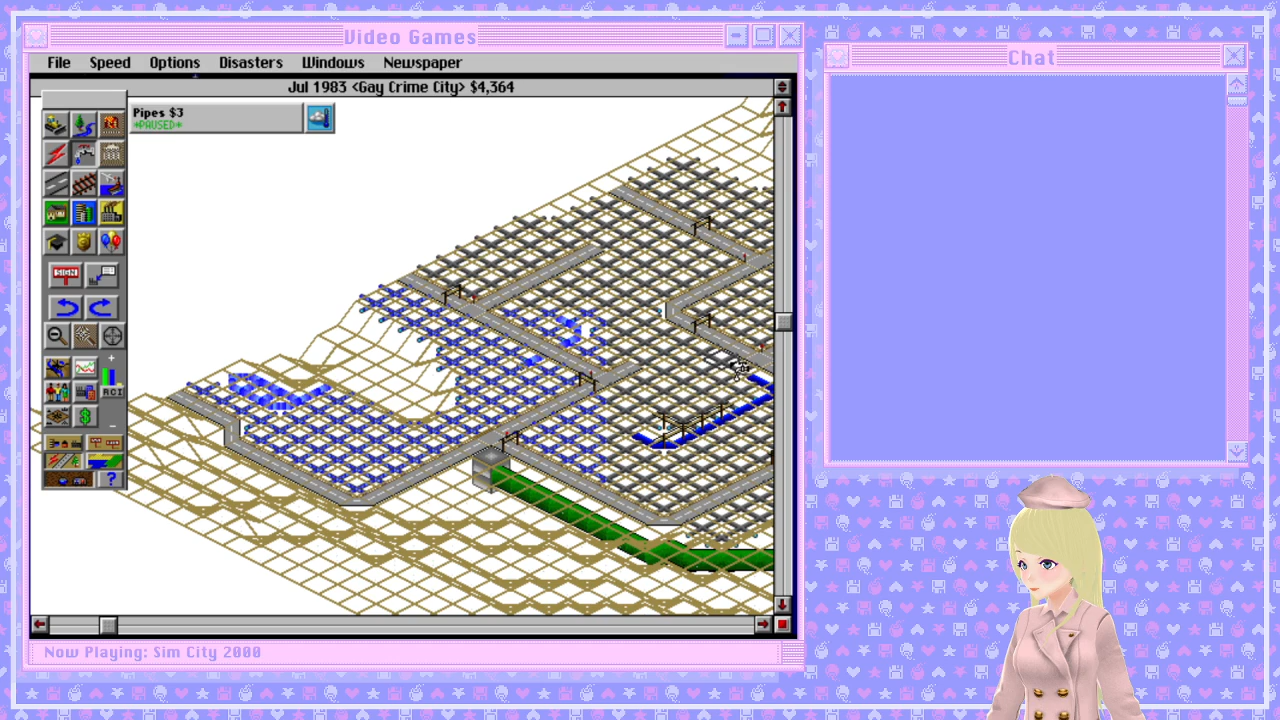 Video Games
Chat
File Speed Options Disasters Windows Newspaper
Jul 1983 <Gay Crime City> $4,364
Pipes $3
*PAUSED*
SIGN
+
RCI
−
$
?
Now Playing: Sim City 2000